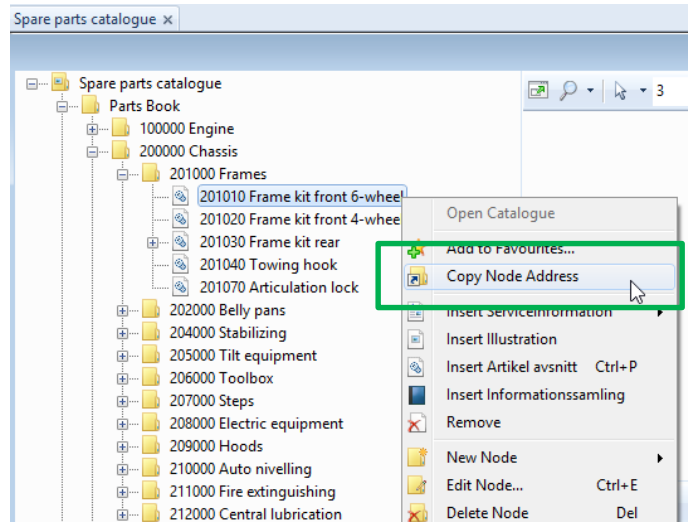 Spare parts catalogue ×
Spare parts catalogue
3
Parts Book
100000 Engine
200000 Chassis
201000 Frames
201010 Frame kit front 6-wheel
201020 Frame kit front 4-whee
201030 Frame kit rear
201040 Towing hook
201070 Articulation lock
202000 Belly pans
204000 Stabilizing
205000 Tilt equipment
206000 Toolbox
207000 Steps
208000 Electric equipment
209000 Hoods
210000 Auto nivelling
211000 Fire extinguishing
212000 Central lubrication
Open Catalogue
Add to Favourites...
Copy Node Address
Insert Serviceinformation
Insert Illustration
Insert Artikel avsnitt Ctrl+P
Insert Informationssamling
Remove
New Node
Edit Node... Ctrl+E
Delete Node Del